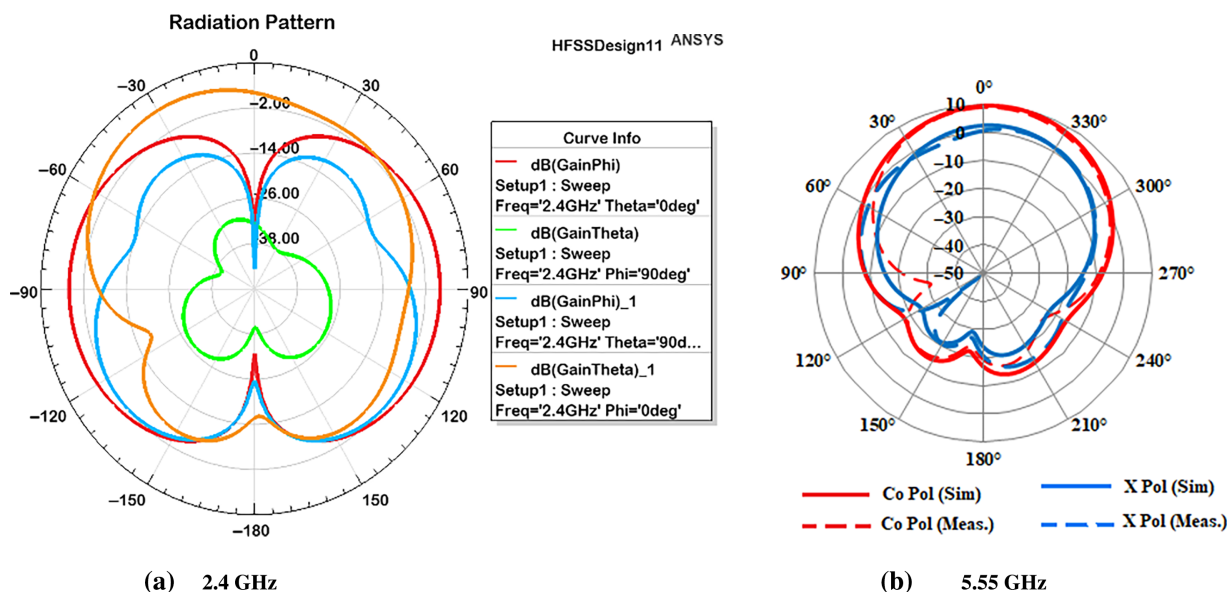 Radiation Pattern
HFSSDesign11 ANSYS
0
30
60
90
120
150
−180
−150
−120
−90
−60
−30
−2.00
−14.00
−26.00
38.00
Curve Info
dB(GainPhi)
Setup1 : Sweep
Freq='2.4GHz' Theta='0deg'
dB(GainTheta)
Setup1 : Sweep
Freq='2.4GHz' Phi='90deg'
dB(GainPhi)_1
Setup1 : Sweep
Freq='2.4GHz' Theta='90d...
dB(GainTheta)_1
Setup1 : Sweep
Freq='2.4GHz' Phi='0deg'
(a) 2.4 GHz
0°
330°
300°
270°
240°
210°
180°
150°
120°
90°
60°
30°
10
0
−10
−20
−30
−40
−50
Co Pol (Sim)
X Pol (Sim)
Co Pol (Meas.)
X Pol (Meas.)
(b) 5.55 GHz